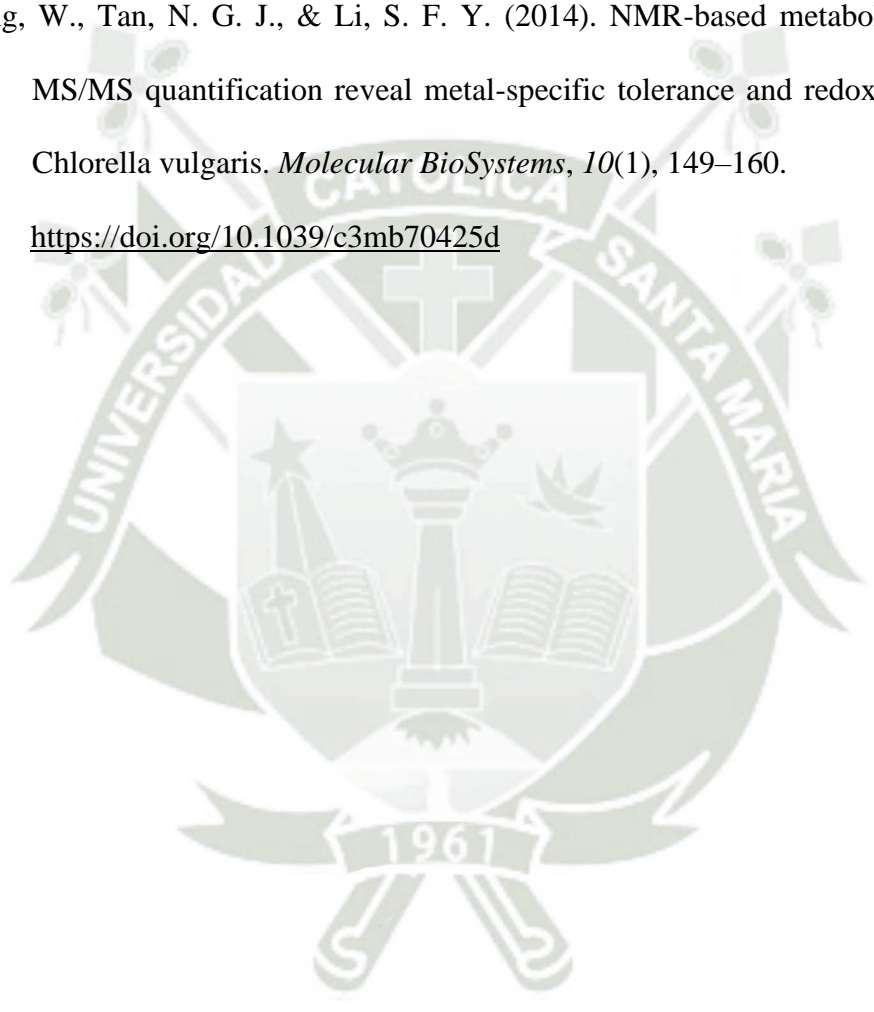 g, W., Tan, N. G. J., & Li, S. F. Y. (2014). NMR-based metabo
MS/MS quantification reveal metal-specific tolerance and redox
Chlorella vulgaris. Molecular BioSystems, 10(1), 149–160.
https://doi.org/10.1039/c3mb70425d
UNIVERSIDAD CATOLICA SANTA MARIA
1961